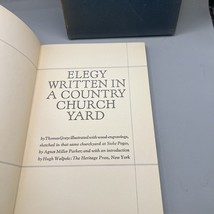 ELEGY
WRITTEN IN
A COUNTRY
CHURCH
YARD
by Thomas Gray: illustrated with wood-engravings,
sketched in that same churchyard at Stoke Poges,
by Agnes Miller Parker; and with an introduction
by Hugh Walpole: The Heritage Press, New York